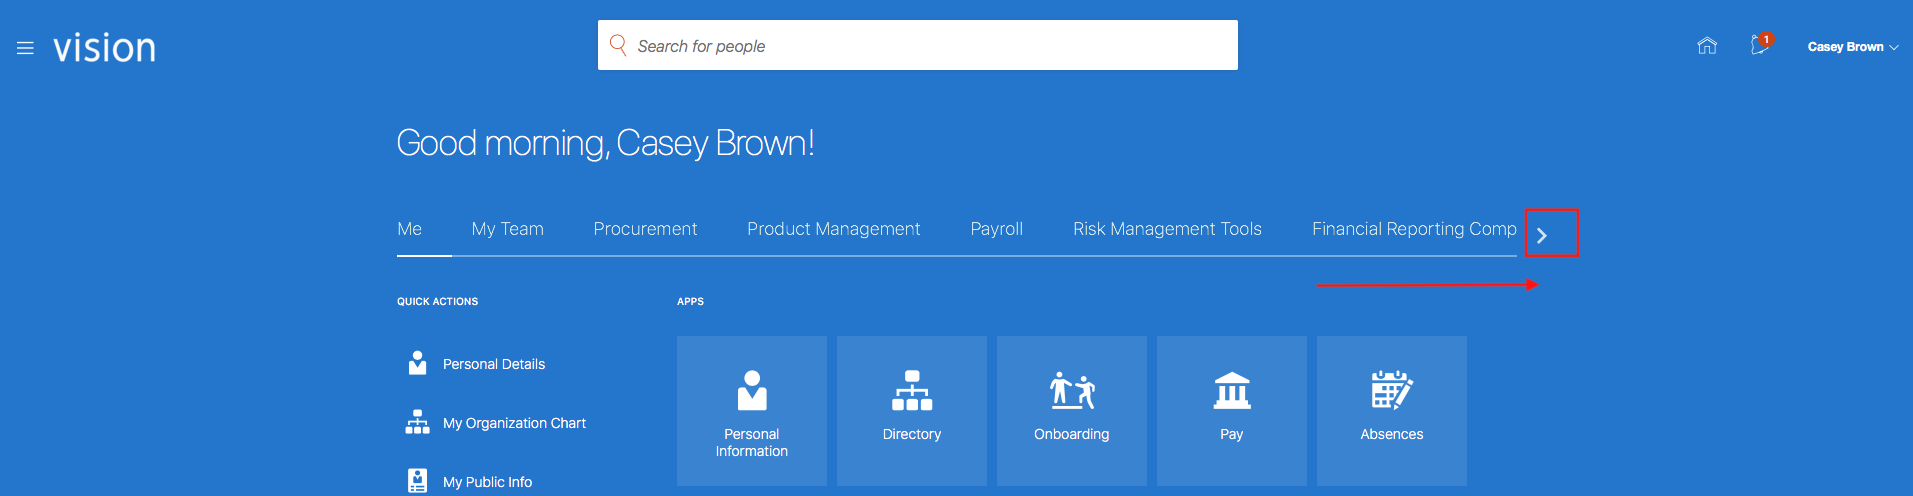 vision
Search for people
1
Casey Brown
Good morning, Casey Brown!
Me My Team Procurement Product Management Payroll Risk Management Tools Financial Reporting Comp
QUICK ACTIONS
Personal Details
My Organization Chart
My Public Info
APPS
Personal
Information
Directory
Onboarding
Pay
Absences